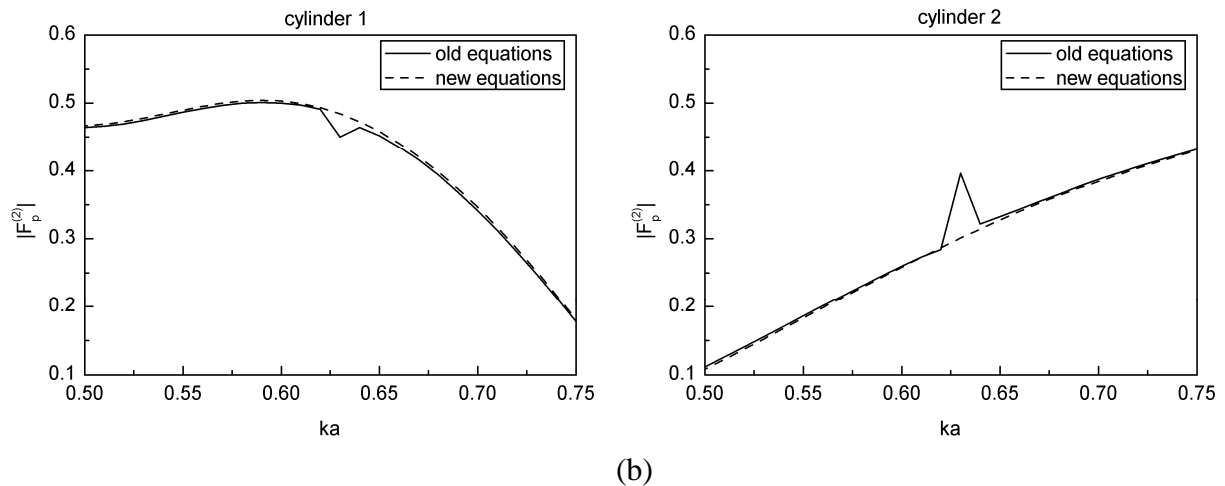 cylinder 1
old equations
new equations
|F_p^(2)|
0.6
0.5
0.4
0.3
0.2
0.1
0.50 0.55 0.60 0.65 0.70 0.75
ka
cylinder 2
old equations
new equations
|F_p^(2)|
0.6
0.5
0.4
0.3
0.2
0.1
0.50 0.55 0.60 0.65 0.70 0.75
ka
(b)